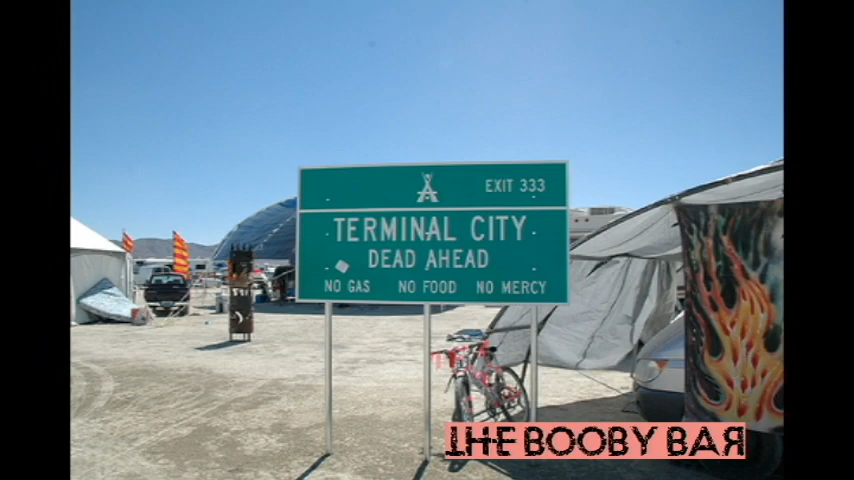 EXIT 333
TERMINAL CITY
DEAD AHEAD
NO GAS NO FOOD NO MERCY
THE BOOBY BAR